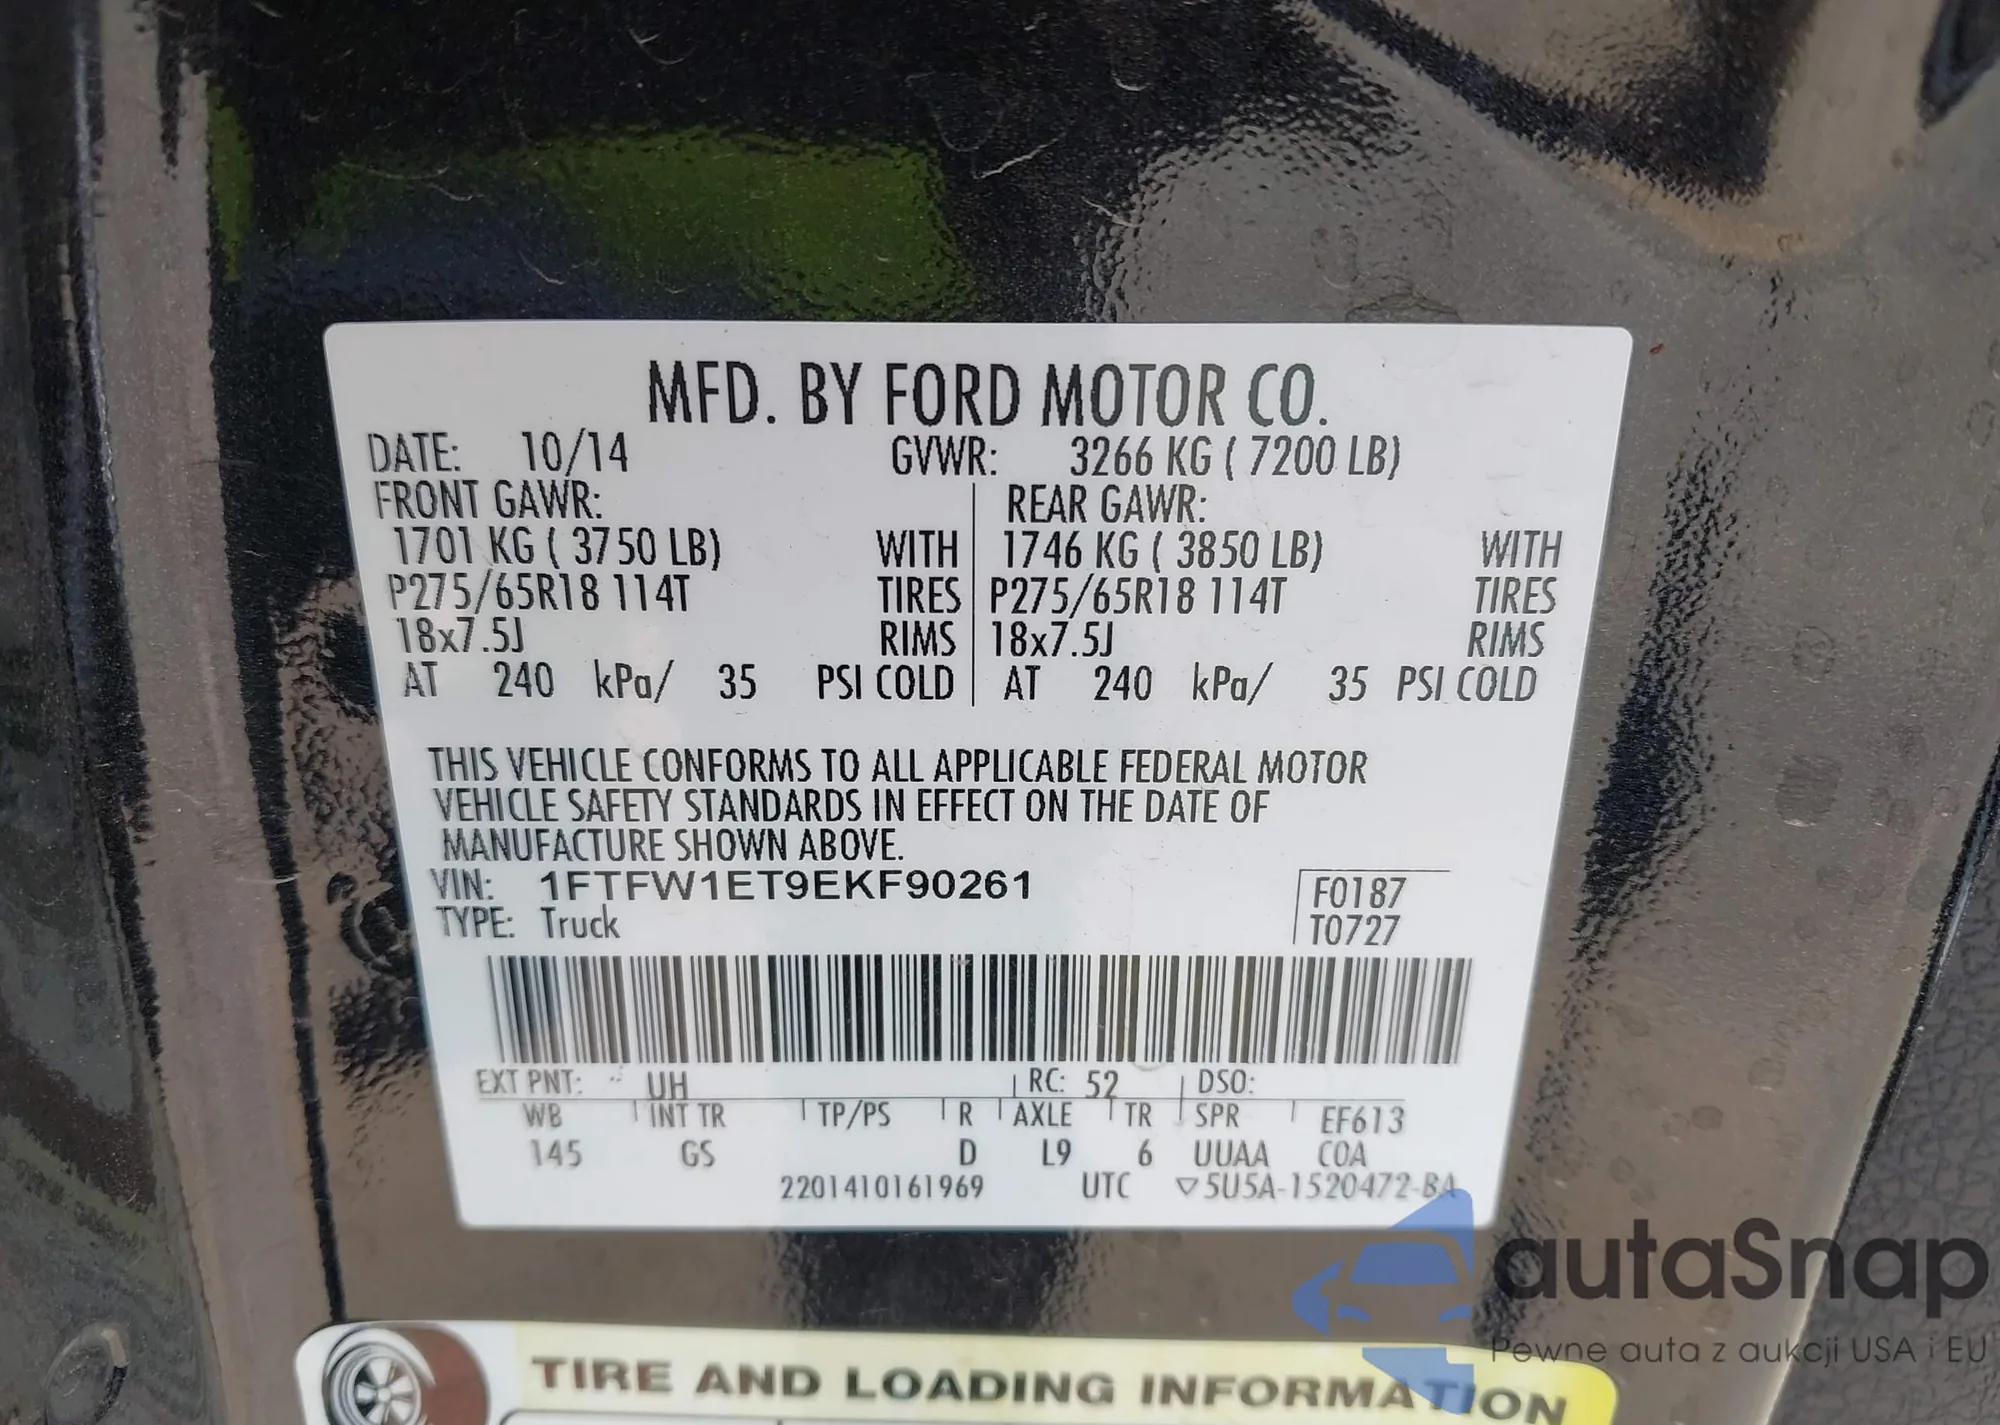 MFD. BY FORD MOTOR CO.
DATE: 10/14 GVWR: 3266 KG ( 7200 LB)
FRONT GAWR: REAR GAWR:
1701 KG ( 3750 LB) WITH 1746 KG ( 3850 LB) WITH
P275/65R18 114T TIRES P275/65R18 114T TIRES
18x7.5J RIMS 18x7.5J RIMS
AT 240 kPa/ 35 PSI COLD AT 240 kPa/ 35 PSI COLD
THIS VEHICLE CONFORMS TO ALL APPLICABLE FEDERAL MOTOR
VEHICLE SAFETY STANDARDS IN EFFECT ON THE DATE OF
MANUFACTURE SHOWN ABOVE.
VIN: 1FTFW1ET9EKF90261 F0187
TYPE: Truck T0727
EXT PNT: UH RC: 52 DSO:
WB INT TR TP/PS R AXLE TR SPR EF613
145 GS D L9 6 UUAA COA
2201410161969 UTC ▽5U5A-1520472-BA
autaSnap
Pewne auta z aukcji USA i EU
TIRE AND LOADING INFORMATION